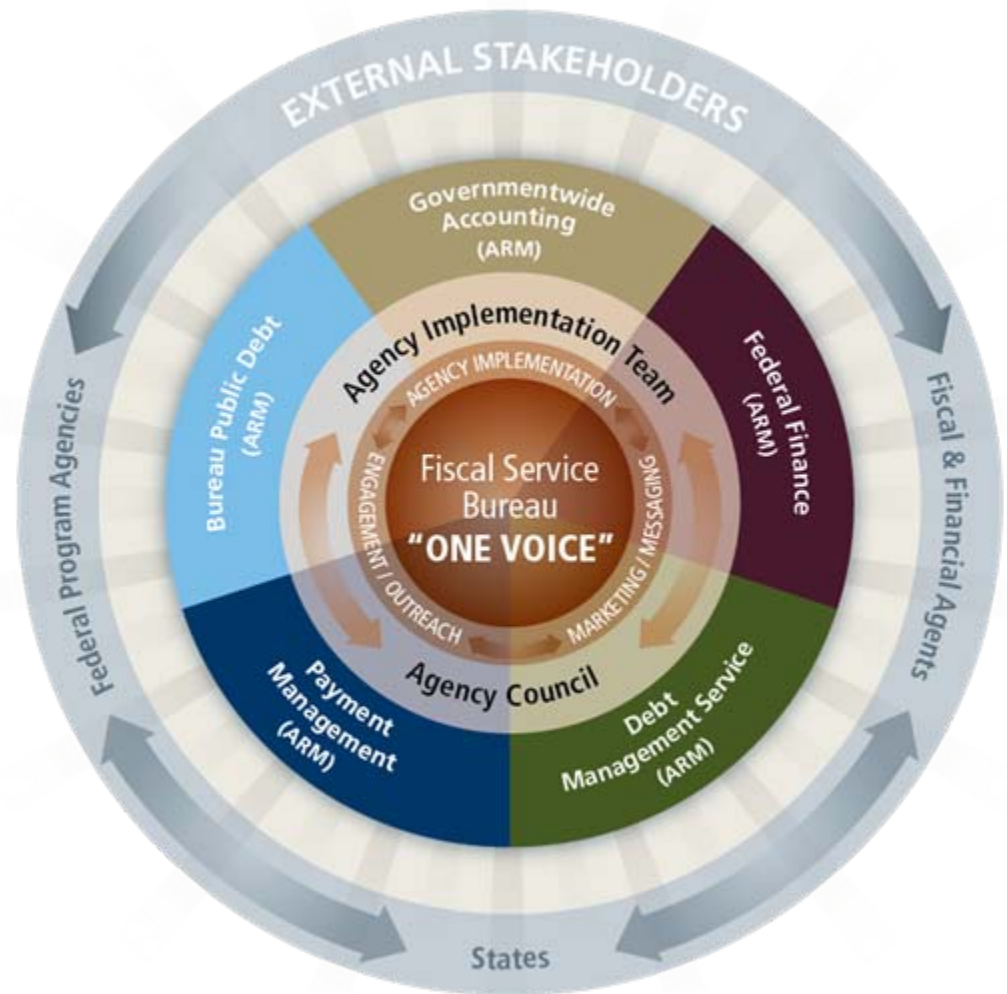 EXTERNAL STAKEHOLDERS
Governmentwide
Accounting
(ARM)
Federal Finance
(ARM)
Debt
Management Service
(ARM)
Payment
Management
(ARM)
Bureau Public Debt
(ARM)
Agency Implementation Team
Agency Council
AGENCY IMPLEMENTATION
MARKETING / MESSAGING
ENGAGEMENT / OUTREACH
Fiscal Service
Bureau
“ONE VOICE”
Federal Program Agencies
Fiscal & Financial Agents
States